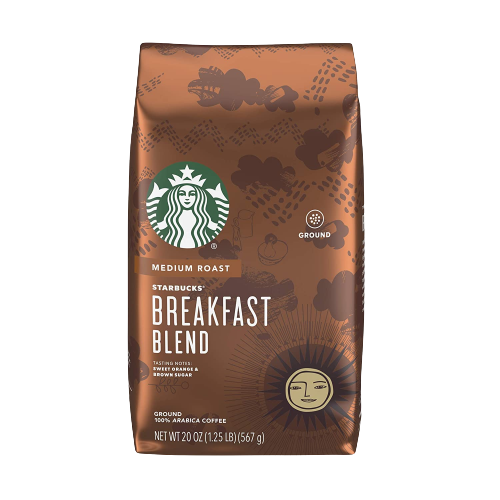 ®
GROUND
MEDIUM ROAST
STARBUCKS®
BREAKFAST
BLEND
TASTING NOTES:
SWEET ORANGE &
BROWN SUGAR
GROUND
100% ARABICA COFFEE
NET WT 20 OZ (1.25 LB) (567 g)